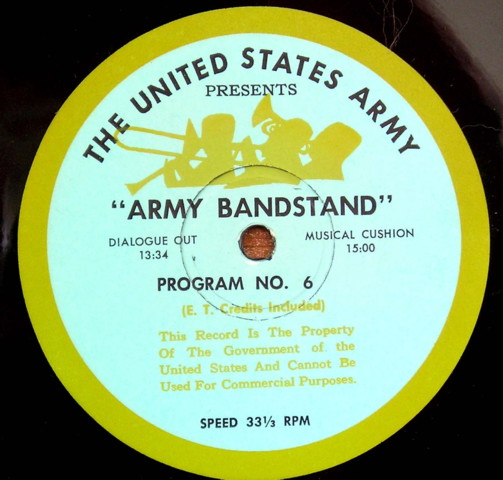 THE UNITED STATES ARMY
PRESENTS
"ARMY BANDSTAND"
DIALOGUE OUT
13:34
MUSICAL CUSHION
15:00
PROGRAM NO. 6
(E. T. Credits Included)
This Record Is The Property
Of The Government of the
United States And Cannot Be
Used For Commercial Purposes.
SPEED 33⅓ RPM